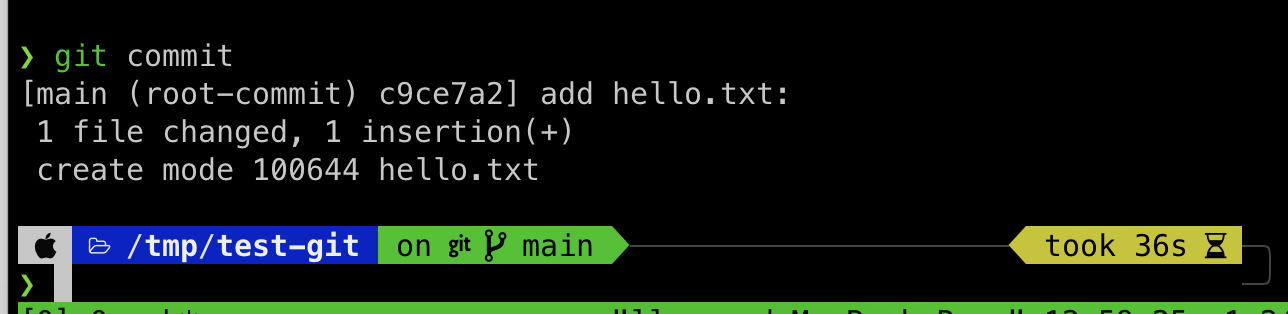 ❯ git commit
[main (root-commit) c9ce7a2] add hello.txt:
 1 file changed, 1 insertion(+)
 create mode 100644 hello.txt
/tmp/test-git on git main took 36s
❯